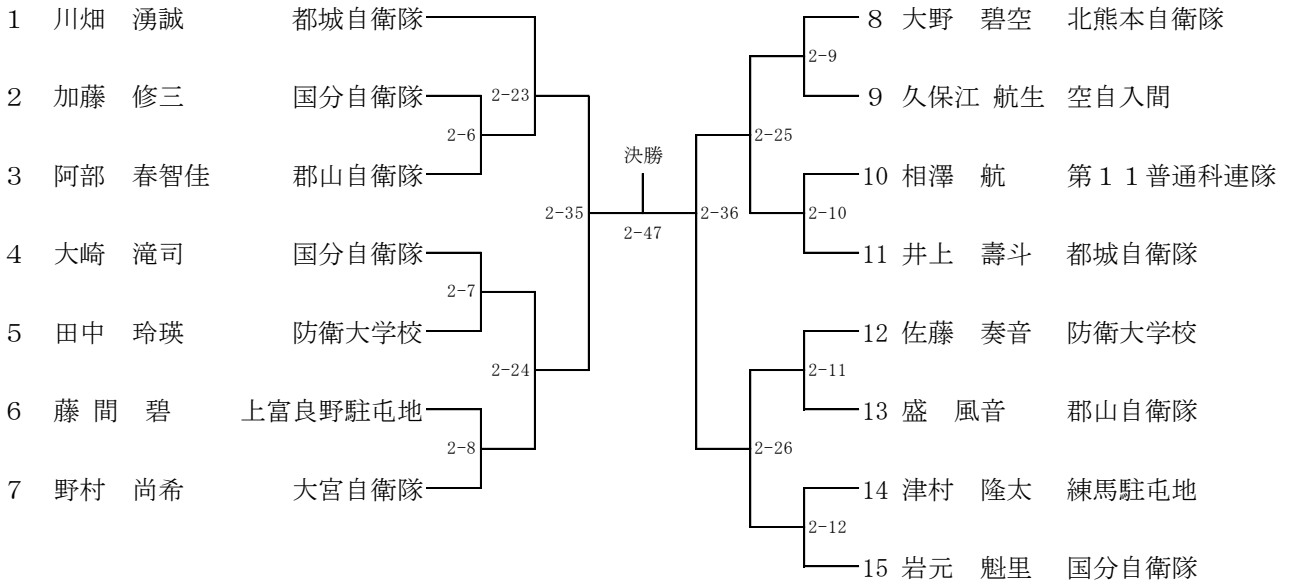 1 川畑 湧誠 都城自衛隊
2 加藤 修三 国分自衛隊
3 阿部 春智佳 郡山自衛隊
4 大崎 滝司 国分自衛隊
5 田中 玲瑛 防衛大学校
6 藤間 碧 上富良野駐屯地
7 野村 尚希 大宮自衛隊
2-6
2-7
2-8
2-23
2-24
2-35
決勝
2-47
2-36
2-25
2-26
2-9
2-10
2-11
2-12
8 大野 碧空 北熊本自衛隊
9 久保江 航生 空自入間
10 相澤 航 第11普通科連隊
11 井上 壽斗 都城自衛隊
12 佐藤 奏音 防衛大学校
13 盛 風音 郡山自衛隊
14 津村 隆太 練馬駐屯地
15 岩元 魁里 国分自衛隊